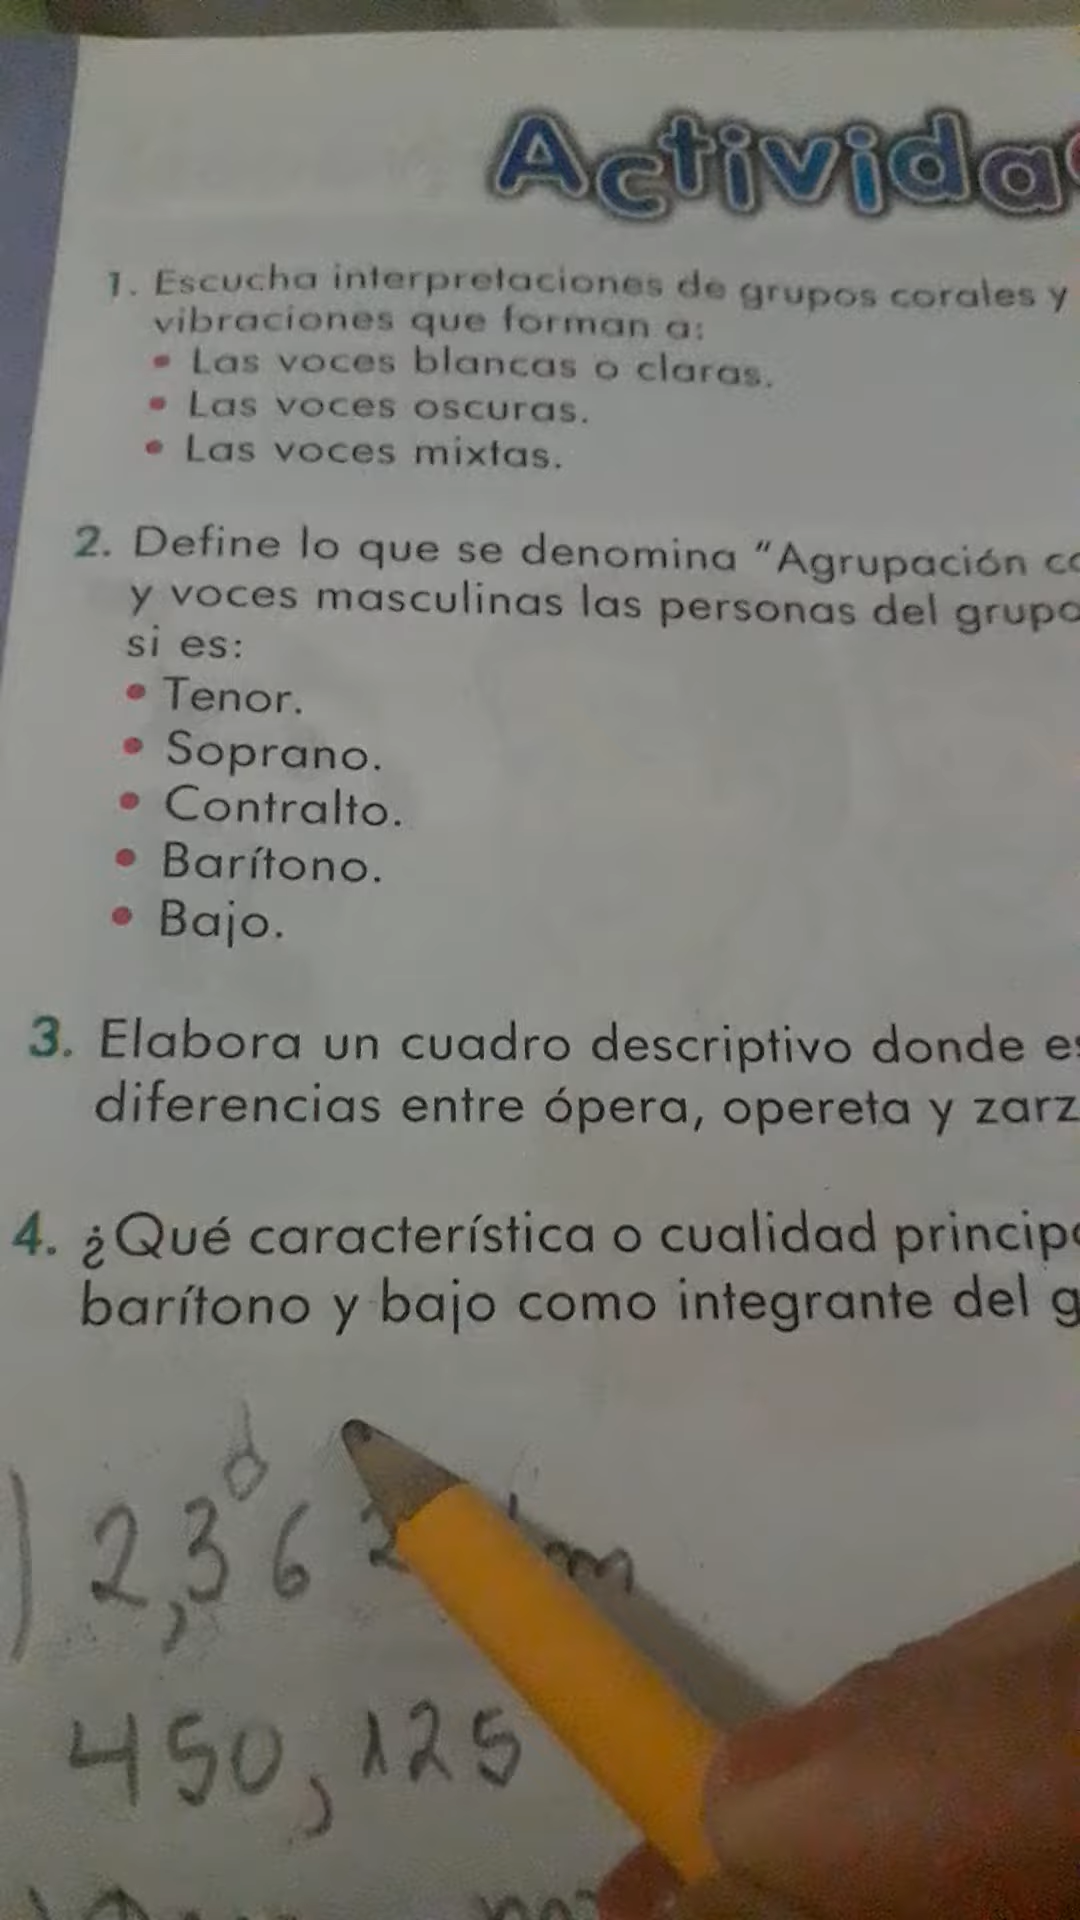 Activida
1. Escucha interpretaciones de grupos corales y
vibraciones que forman a:
• Las voces blancas o claras.
• Las voces oscuras.
• Las voces mixtas.
2. Define lo que se denomina "Agrupación co
y voces masculinas las personas del grupo
si es:
• Tenor.
• Soprano.
• Contralto.
• Barítono.
• Bajo.
3. Elabora un cuadro descriptivo donde es
diferencias entre ópera, opereta y zarz
4. ¿Qué característica o cualidad principa
barítono y bajo como integrante del g
d
2,36
450,125